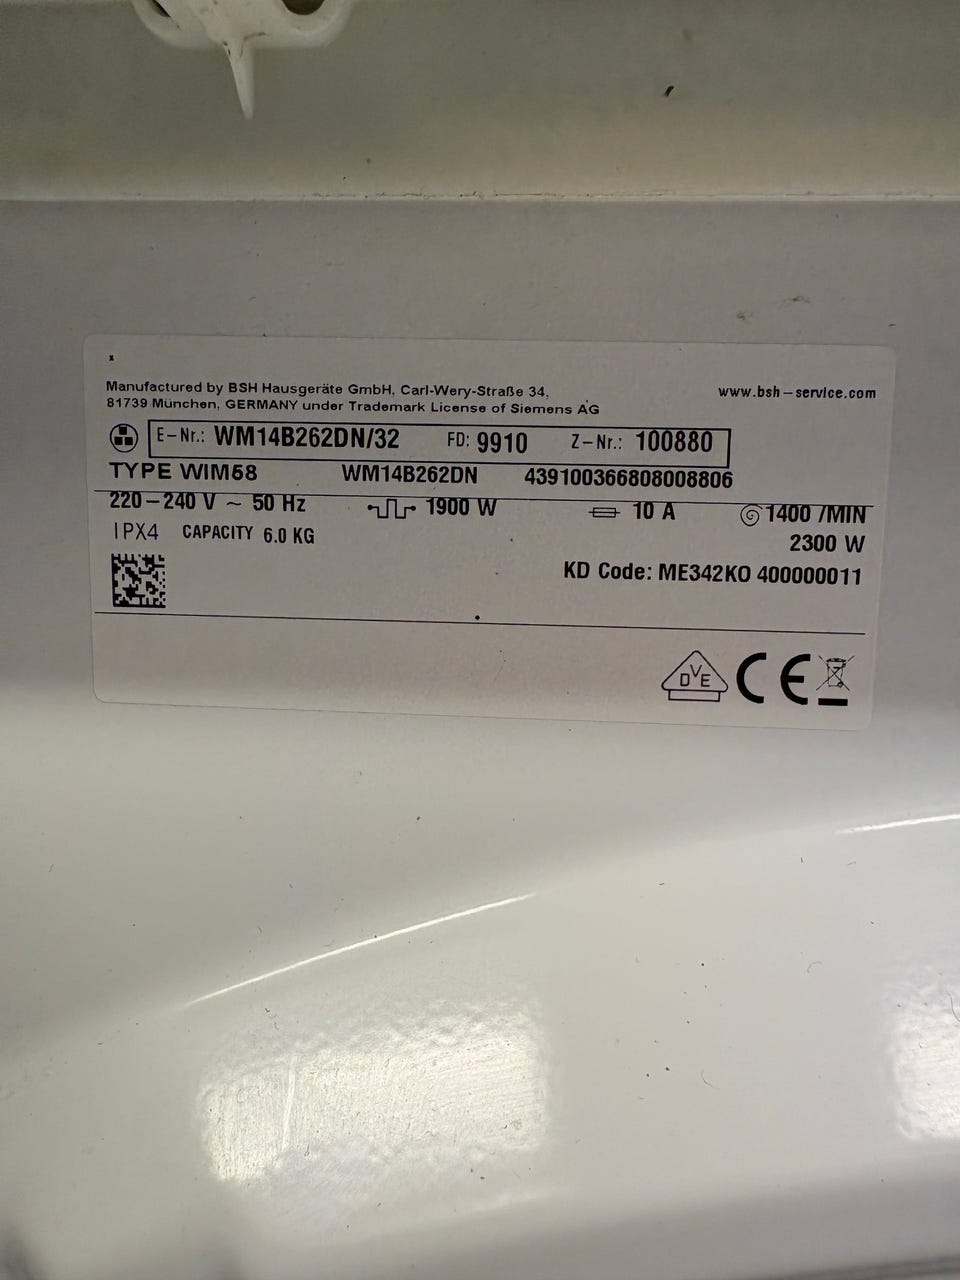 x
Manufactured by BSH Hausgeräte GmbH, Carl-Wery-Straße 34,
81739 München, GERMANY under Trademark License of Siemens AG
www.bsh-service.com
E-Nr.: WM14B262DN/32 FD: 9910 Z-Nr.: 100880
TYPE WIM58 WM14B262DN 439100366808008806
220-240 V ~ 50 Hz 1900 W 10 A 1400 /MIN
IPX4 CAPACITY 6.0 KG 2300 W
KD Code: ME342KO 400000011
DVE CE